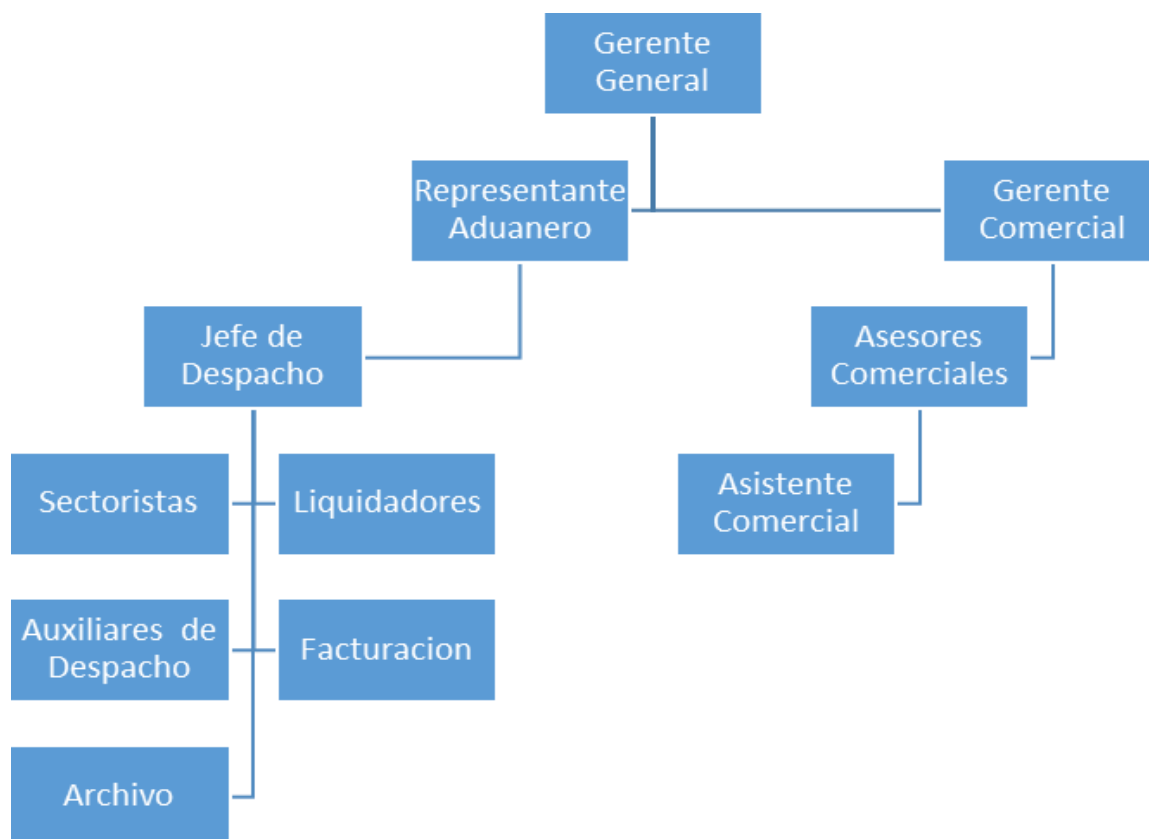 Gerente
General
Representante
Aduanero
Gerente
Comercial
Jefe de
Despacho
Asesores
Comerciales
Sectoristas
Liquidadores
Asistente
Comercial
Auxiliares de
Despacho
Facturacion
Archivo